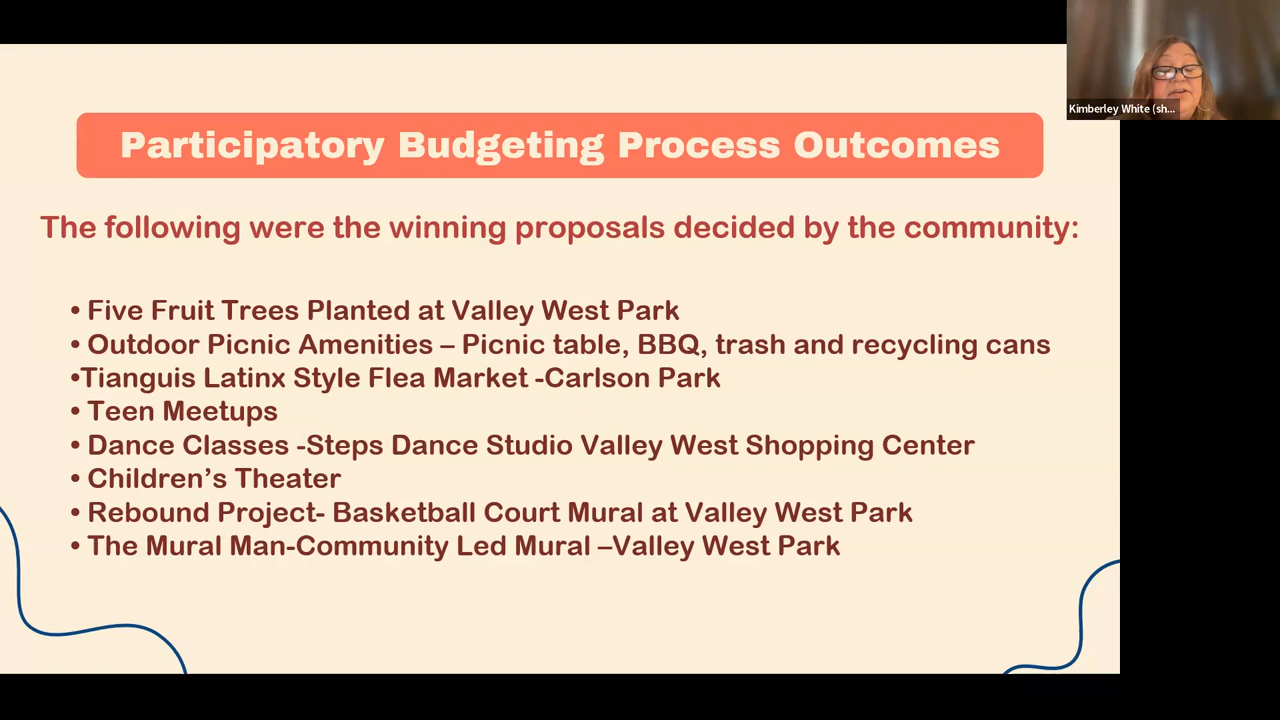 Kimberley White (sh...
Participatory Budgeting Process Outcomes
The following were the winning proposals decided by the community:
• Five Fruit Trees Planted at Valley West Park
• Outdoor Picnic Amenities – Picnic table, BBQ, trash and recycling cans
•Tianguis Latinx Style Flea Market -Carlson Park
• Teen Meetups
• Dance Classes -Steps Dance Studio Valley West Shopping Center
• Children’s Theater
• Rebound Project- Basketball Court Mural at Valley West Park
• The Mural Man-Community Led Mural –Valley West Park